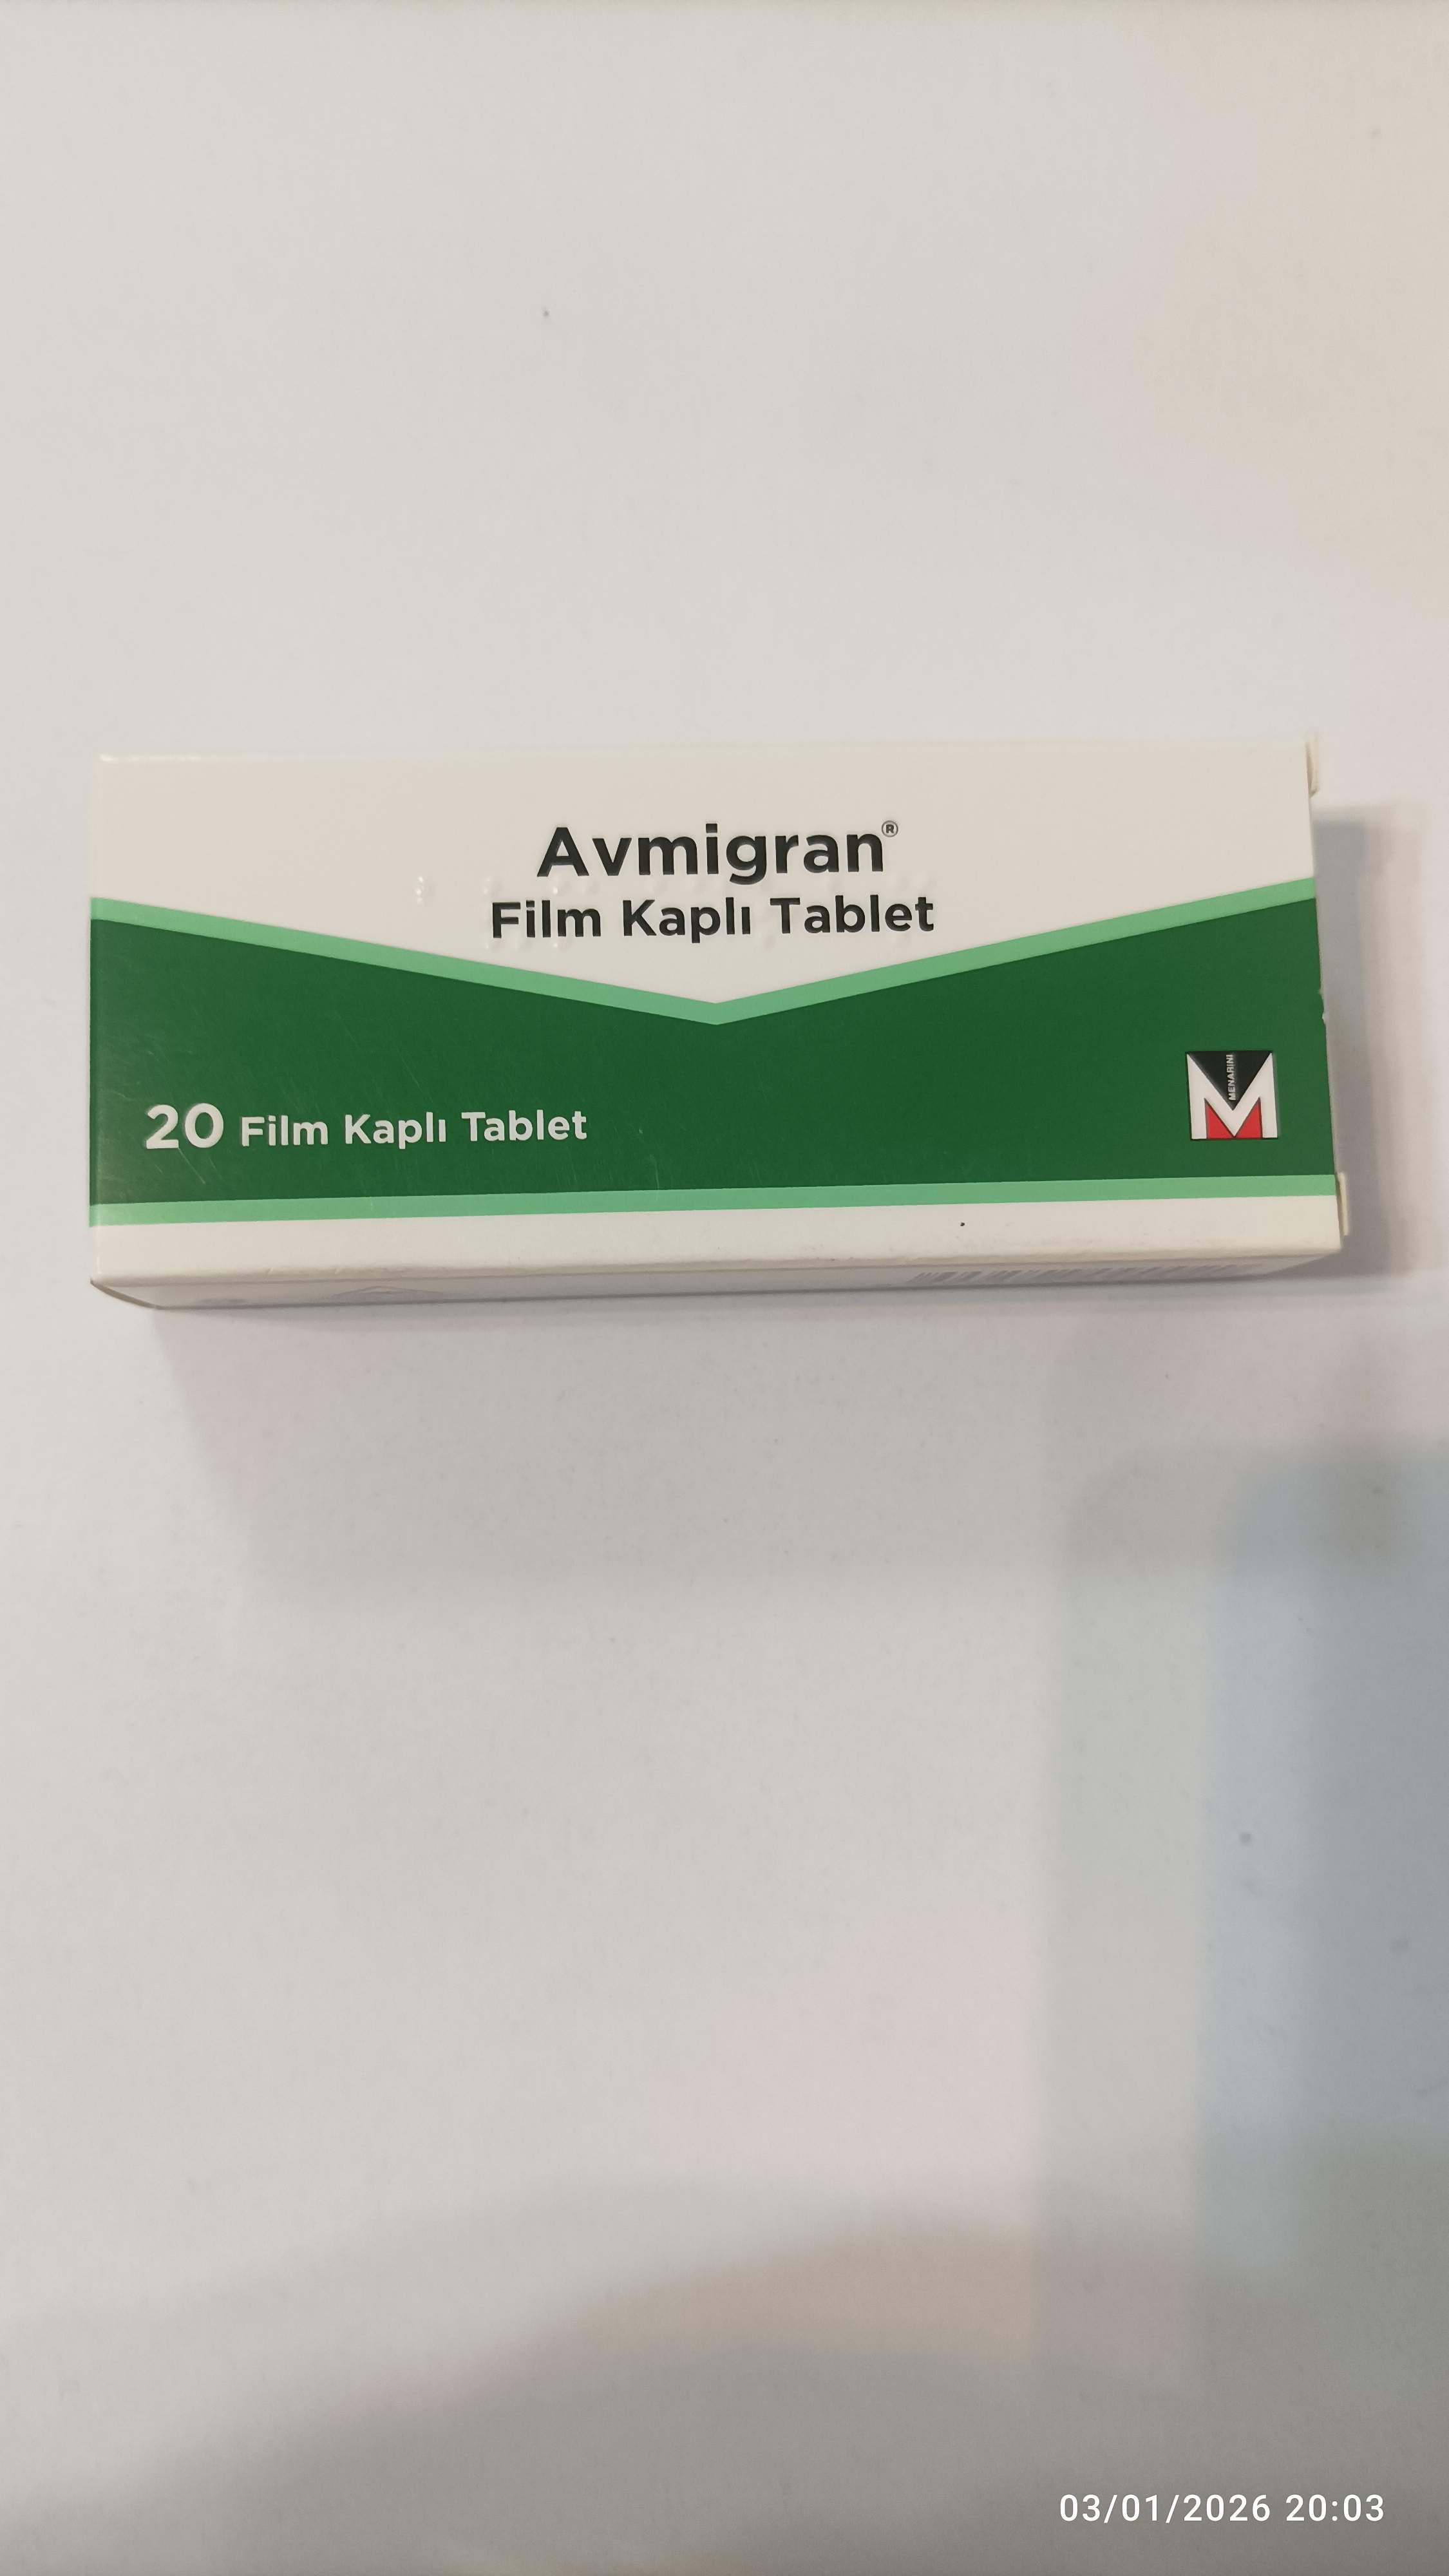 Avmigran®
Film Kaplı Tablet
20 Film Kaplı Tablet
MENARINI
03/01/2026 20:03